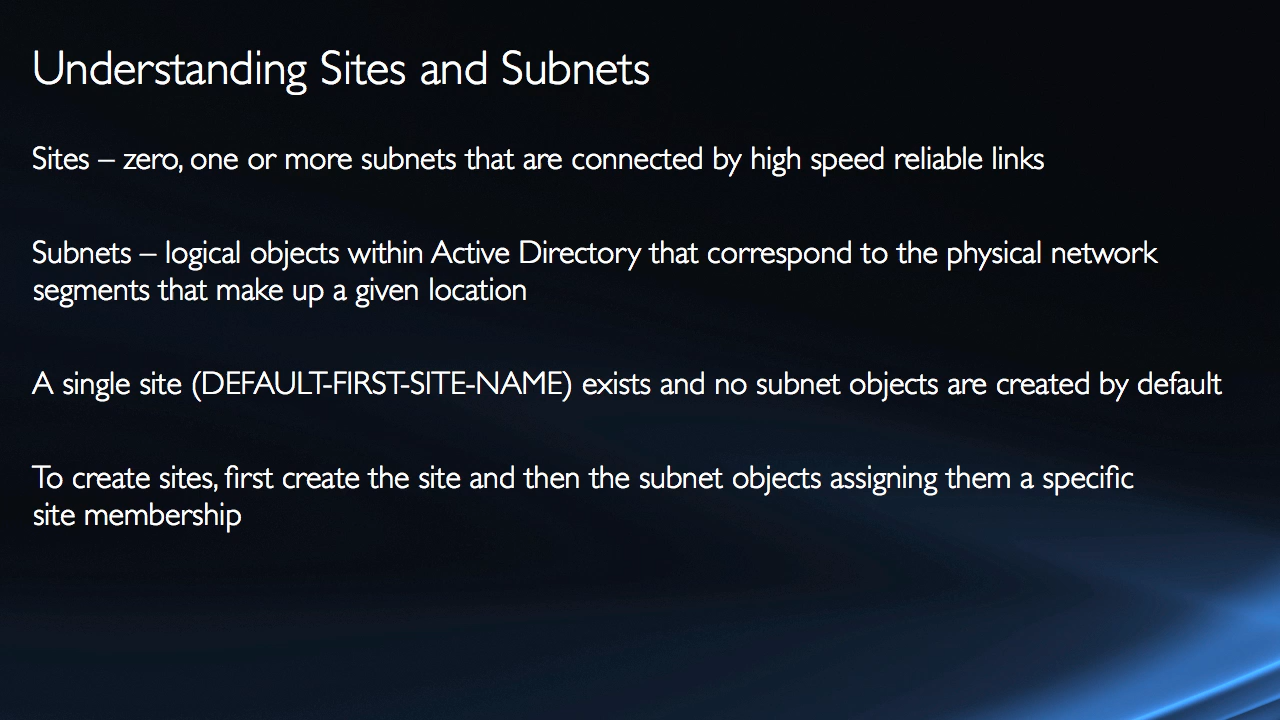 Understanding Sites and Subnets
Sites – zero, one or more subnets that are connected by high speed reliable links
Subnets – logical objects within Active Directory that correspond to the physical network
segments that make up a given location
A single site (DEFAULT-FIRST-SITE-NAME) exists and no subnet objects are created by default
To create sites, first create the site and then the subnet objects assigning them a specific
site membership